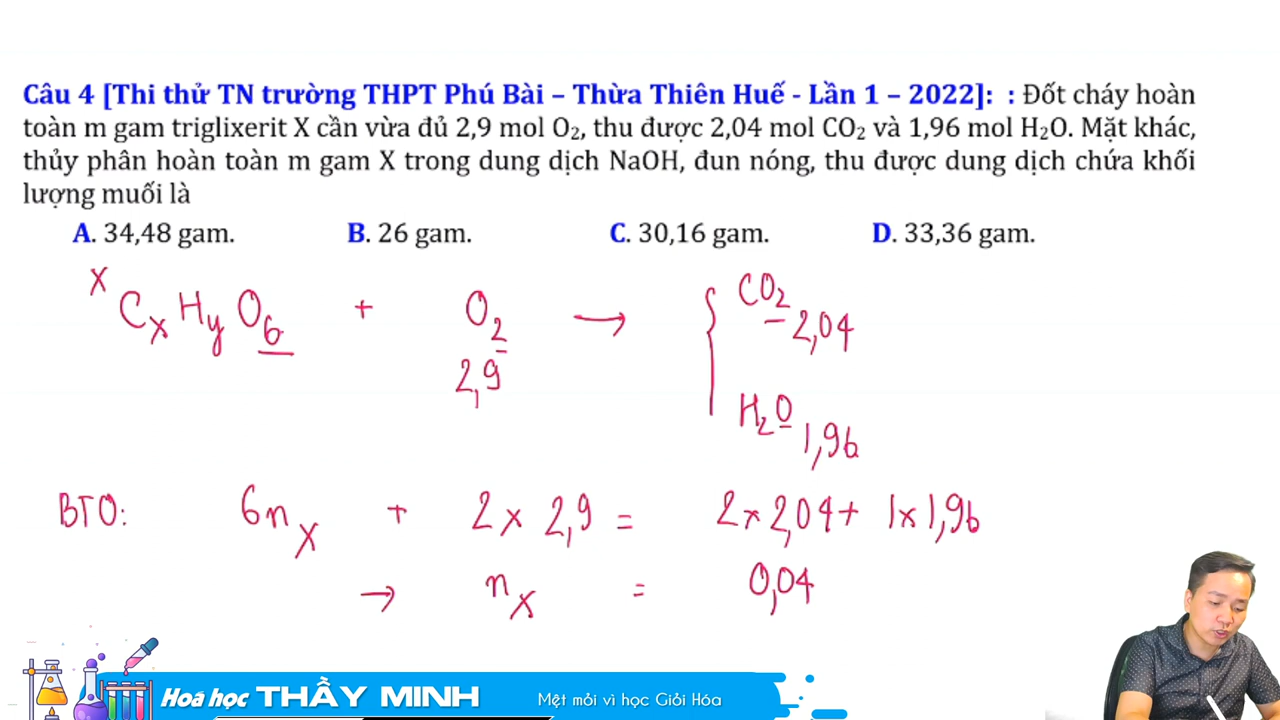 Câu 4 [Thi thử TN trường THPT Phú Bài – Thừa Thiên Huế - Lần 1 – 2022]: : Đốt cháy hoàn
toàn m gam triglixerit X cần vừa đủ 2,9 mol O₂, thu được 2,04 mol CO₂ và 1,96 mol H₂O. Mặt khác,
thủy phân hoàn toàn m gam X trong dung dịch NaOH, đun nóng, thu được dung dịch chứa khối
lượng muối là
A. 34,48 gam. B. 26 gam. C. 30,16 gam. D. 33,36 gam.
X
CxHyO6 + O2 → { CO2 2,04
2,9
H2O 1,96
BTO: 6nX + 2 × 2,9 = 2 × 2,04 + 1 × 1,96
→ nX = 0,04
Hoá học THẦY MINH Mệt mỏi vì học Giỏi Hóa